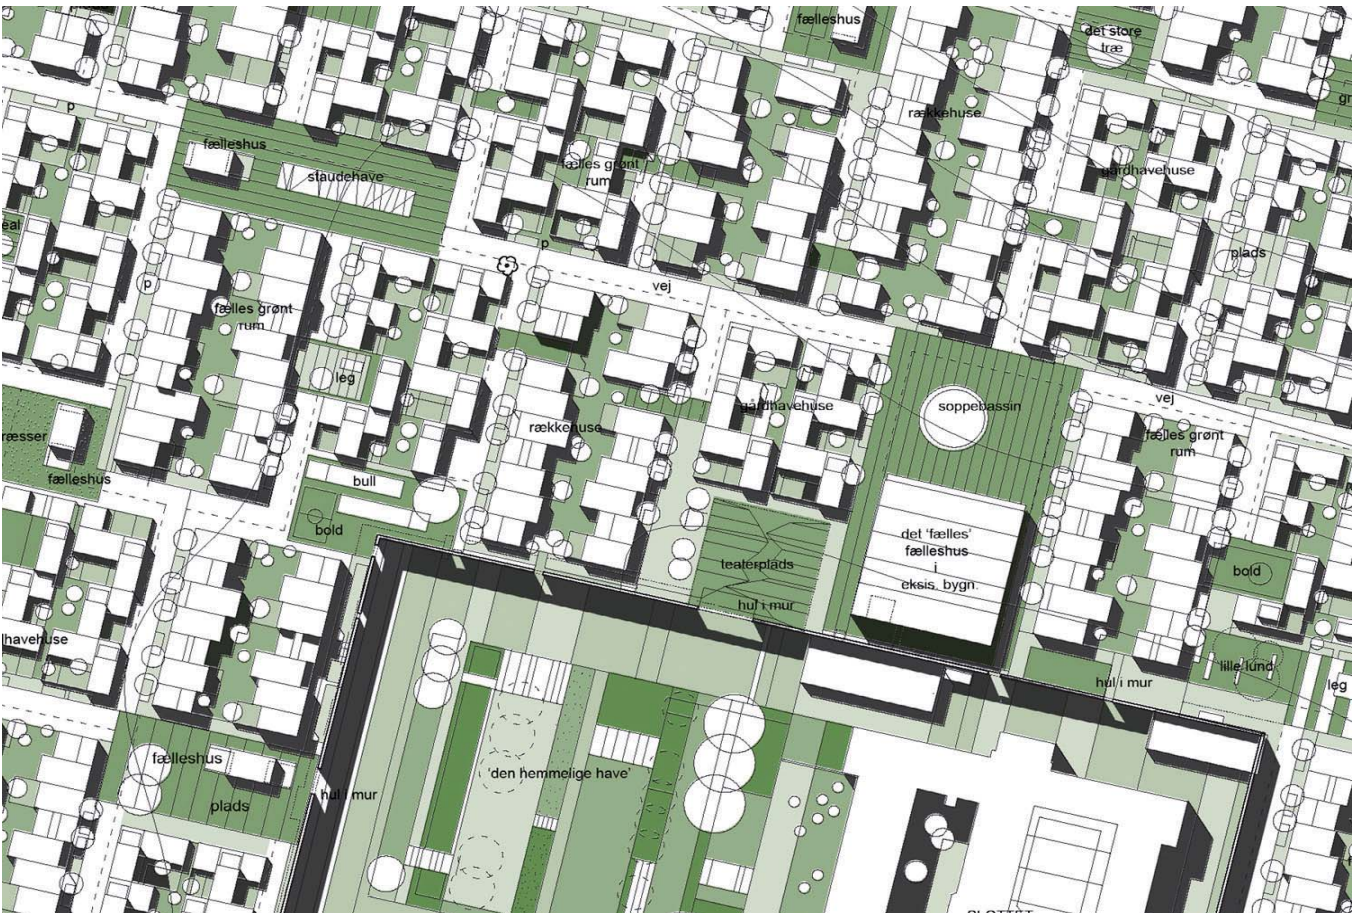 fælleshus
det store
træ
p
rækkehuse
fælleshus
fælles grønt
rum
staudehave
gårdhavehuse
plads
p
p
vej
fælles grønt
rum
leg
vej
gårdhavehuse
soppebassin
rækkehuse
fælles grønt
rum
fælleshus
bull
bold
det 'fælles'
fælleshus
i
eksis. bygn.
teaterplads
hul i mur
bold
lille lund
hul i mur
leg
fælleshus
plads
hul i mur
'den hemmelige have'